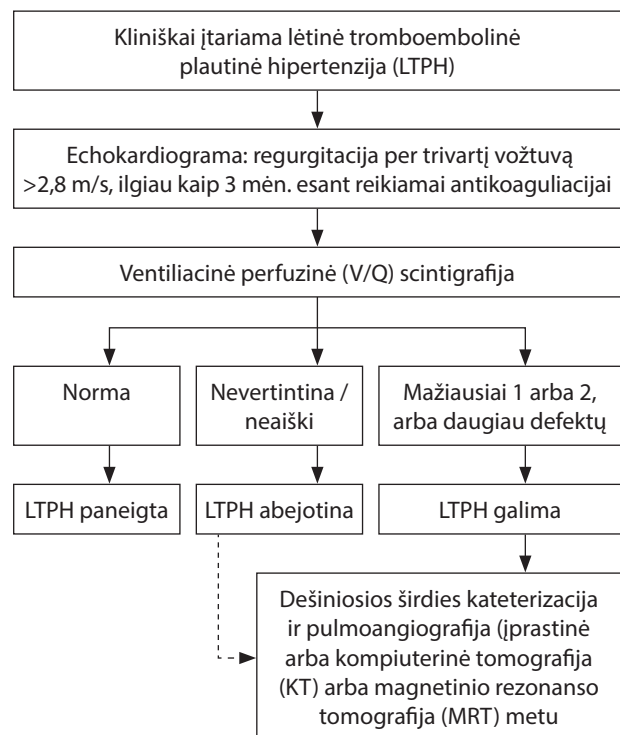 Kliniškai įtariama lėtinė tromboembolinė
plautinė hipertenzija (LTPH)
Echokardiograma: regurgitacija per trivartį vožtuvą
>2,8 m/s, ilgiau kaip 3 mėn. esant reikiamai antikoaguliacijai
Ventiliacinė perfuzinė (V/Q) scintigrafija
Norma
Nevertintina /
neaiški
Mažiausiai 1 arba 2,
arba daugiau defektų
LTPH paneigta
LTPH abejotina
LTPH galima
Dešiniosios širdies kateterizacija
ir pulmoangiografija (įprastinė
arba kompiuterinė tomografija
(KT) arba magnetinio rezonanso
tomografija (MRT) metu